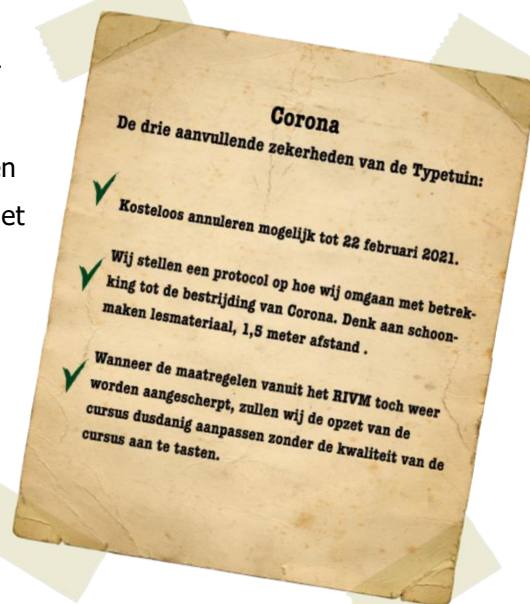 en
et
Corona
De drie aanvullende zekerheden van de Typetuin:
Kosteloos annuleren mogelijk tot 22 februari 2021.
Wij stellen een protocol op hoe wij omgaan met betrek-
king tot de bestrijding van Corona. Denk aan schoon-
maken lesmateriaal, 1,5 meter afstand .
Wanneer de maatregelen vanuit het RIVM toch weer
worden aangescherpt, zullen wij de opzet van de
cursus dusdanig aanpassen zonder de kwaliteit van de
cursus aan te tasten.